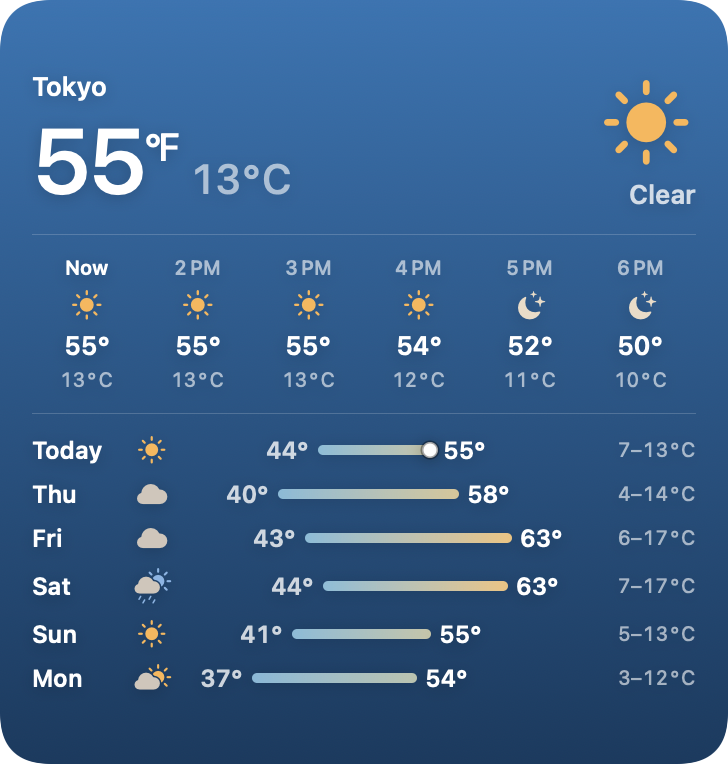 Tokyo
55°F 13°C
Clear
Now 2 PM 3 PM 4 PM 5 PM 6 PM
55° 55° 55° 54° 52° 50°
13°C 13°C 13°C 12°C 11°C 10°C
Today 44° 55° 7–13°C
Thu 40° 58° 4–14°C
Fri 43° 63° 6–17°C
Sat 44° 63° 7–17°C
Sun 41° 55° 5–13°C
Mon 37° 54° 3–12°C